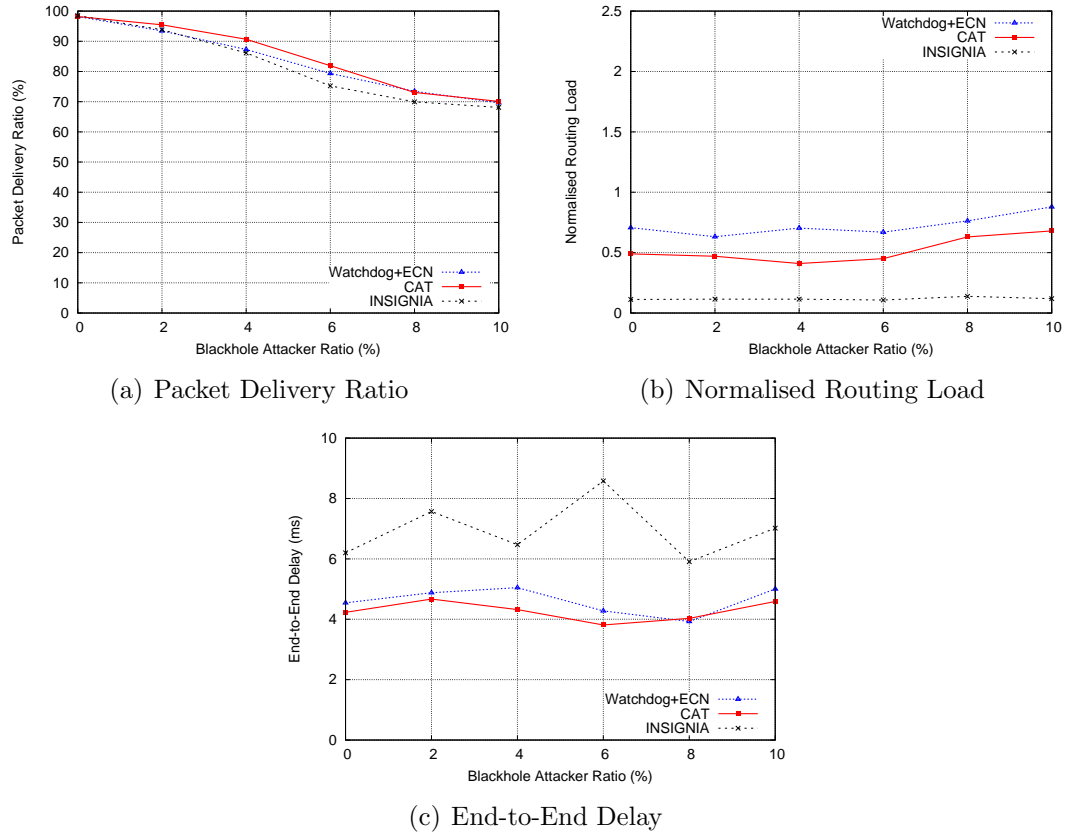 100
90
80
70
60
50
40
30
20
10
0
Packet Delivery Ratio (%)
Watchdog+ECN
CAT
INSIGNIA
0 2 4 6 8 10
Blackhole Attacker Ratio (%)
(a) Packet Delivery Ratio
2.5
2
1.5
1
0.5
0
Normalised Routing Load
Watchdog+ECN
CAT
INSIGNIA
0 2 4 6 8 10
Blackhole Attacker Ratio (%)
(b) Normalised Routing Load
10
8
6
4
2
0
End-to-End Delay (ms)
Watchdog+ECN
CAT
INSIGNIA
0 2 4 6 8 10
Blackhole Attacker Ratio (%)
(c) End-to-End Delay